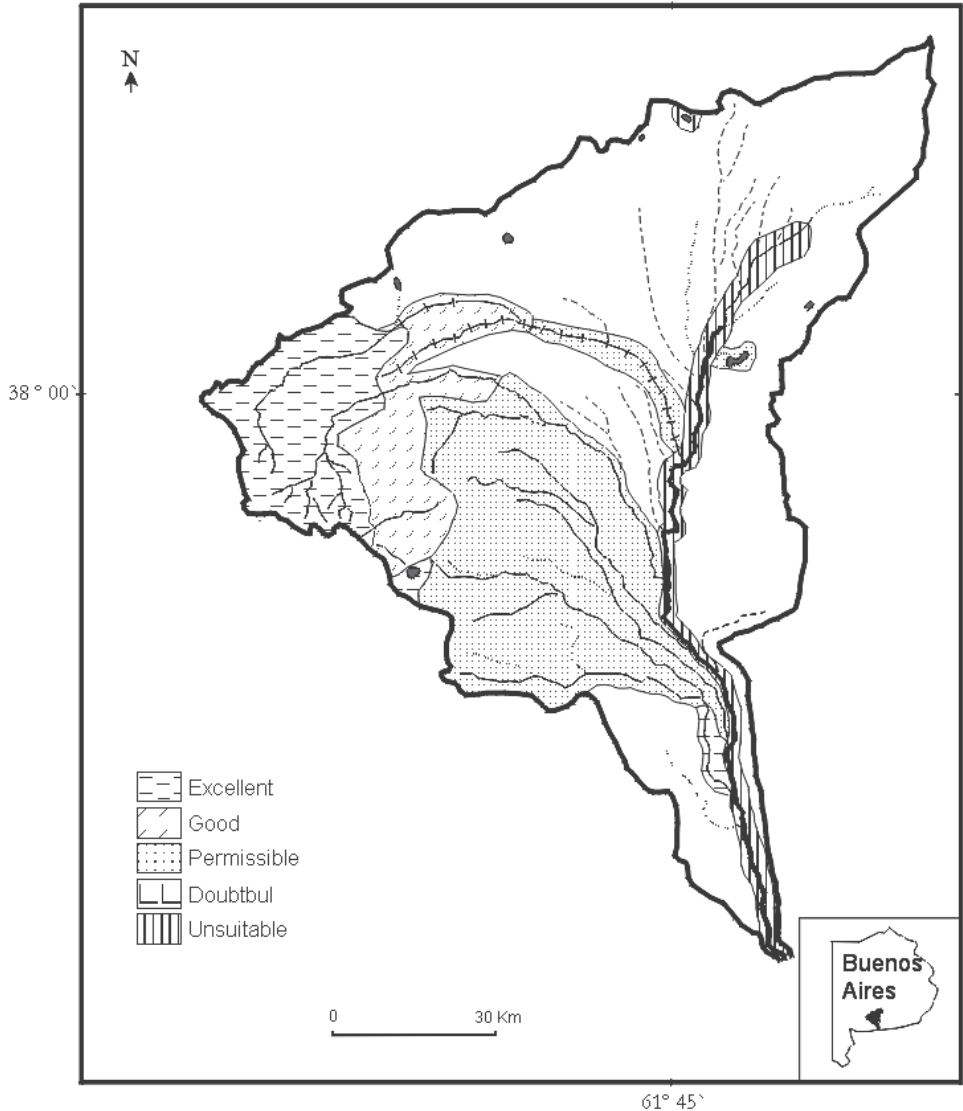 N
38° 00`
Excellent
Good
Permissible
Doubtbul
Unsuitable
0 30 Km
Buenos
Aires
61° 45`